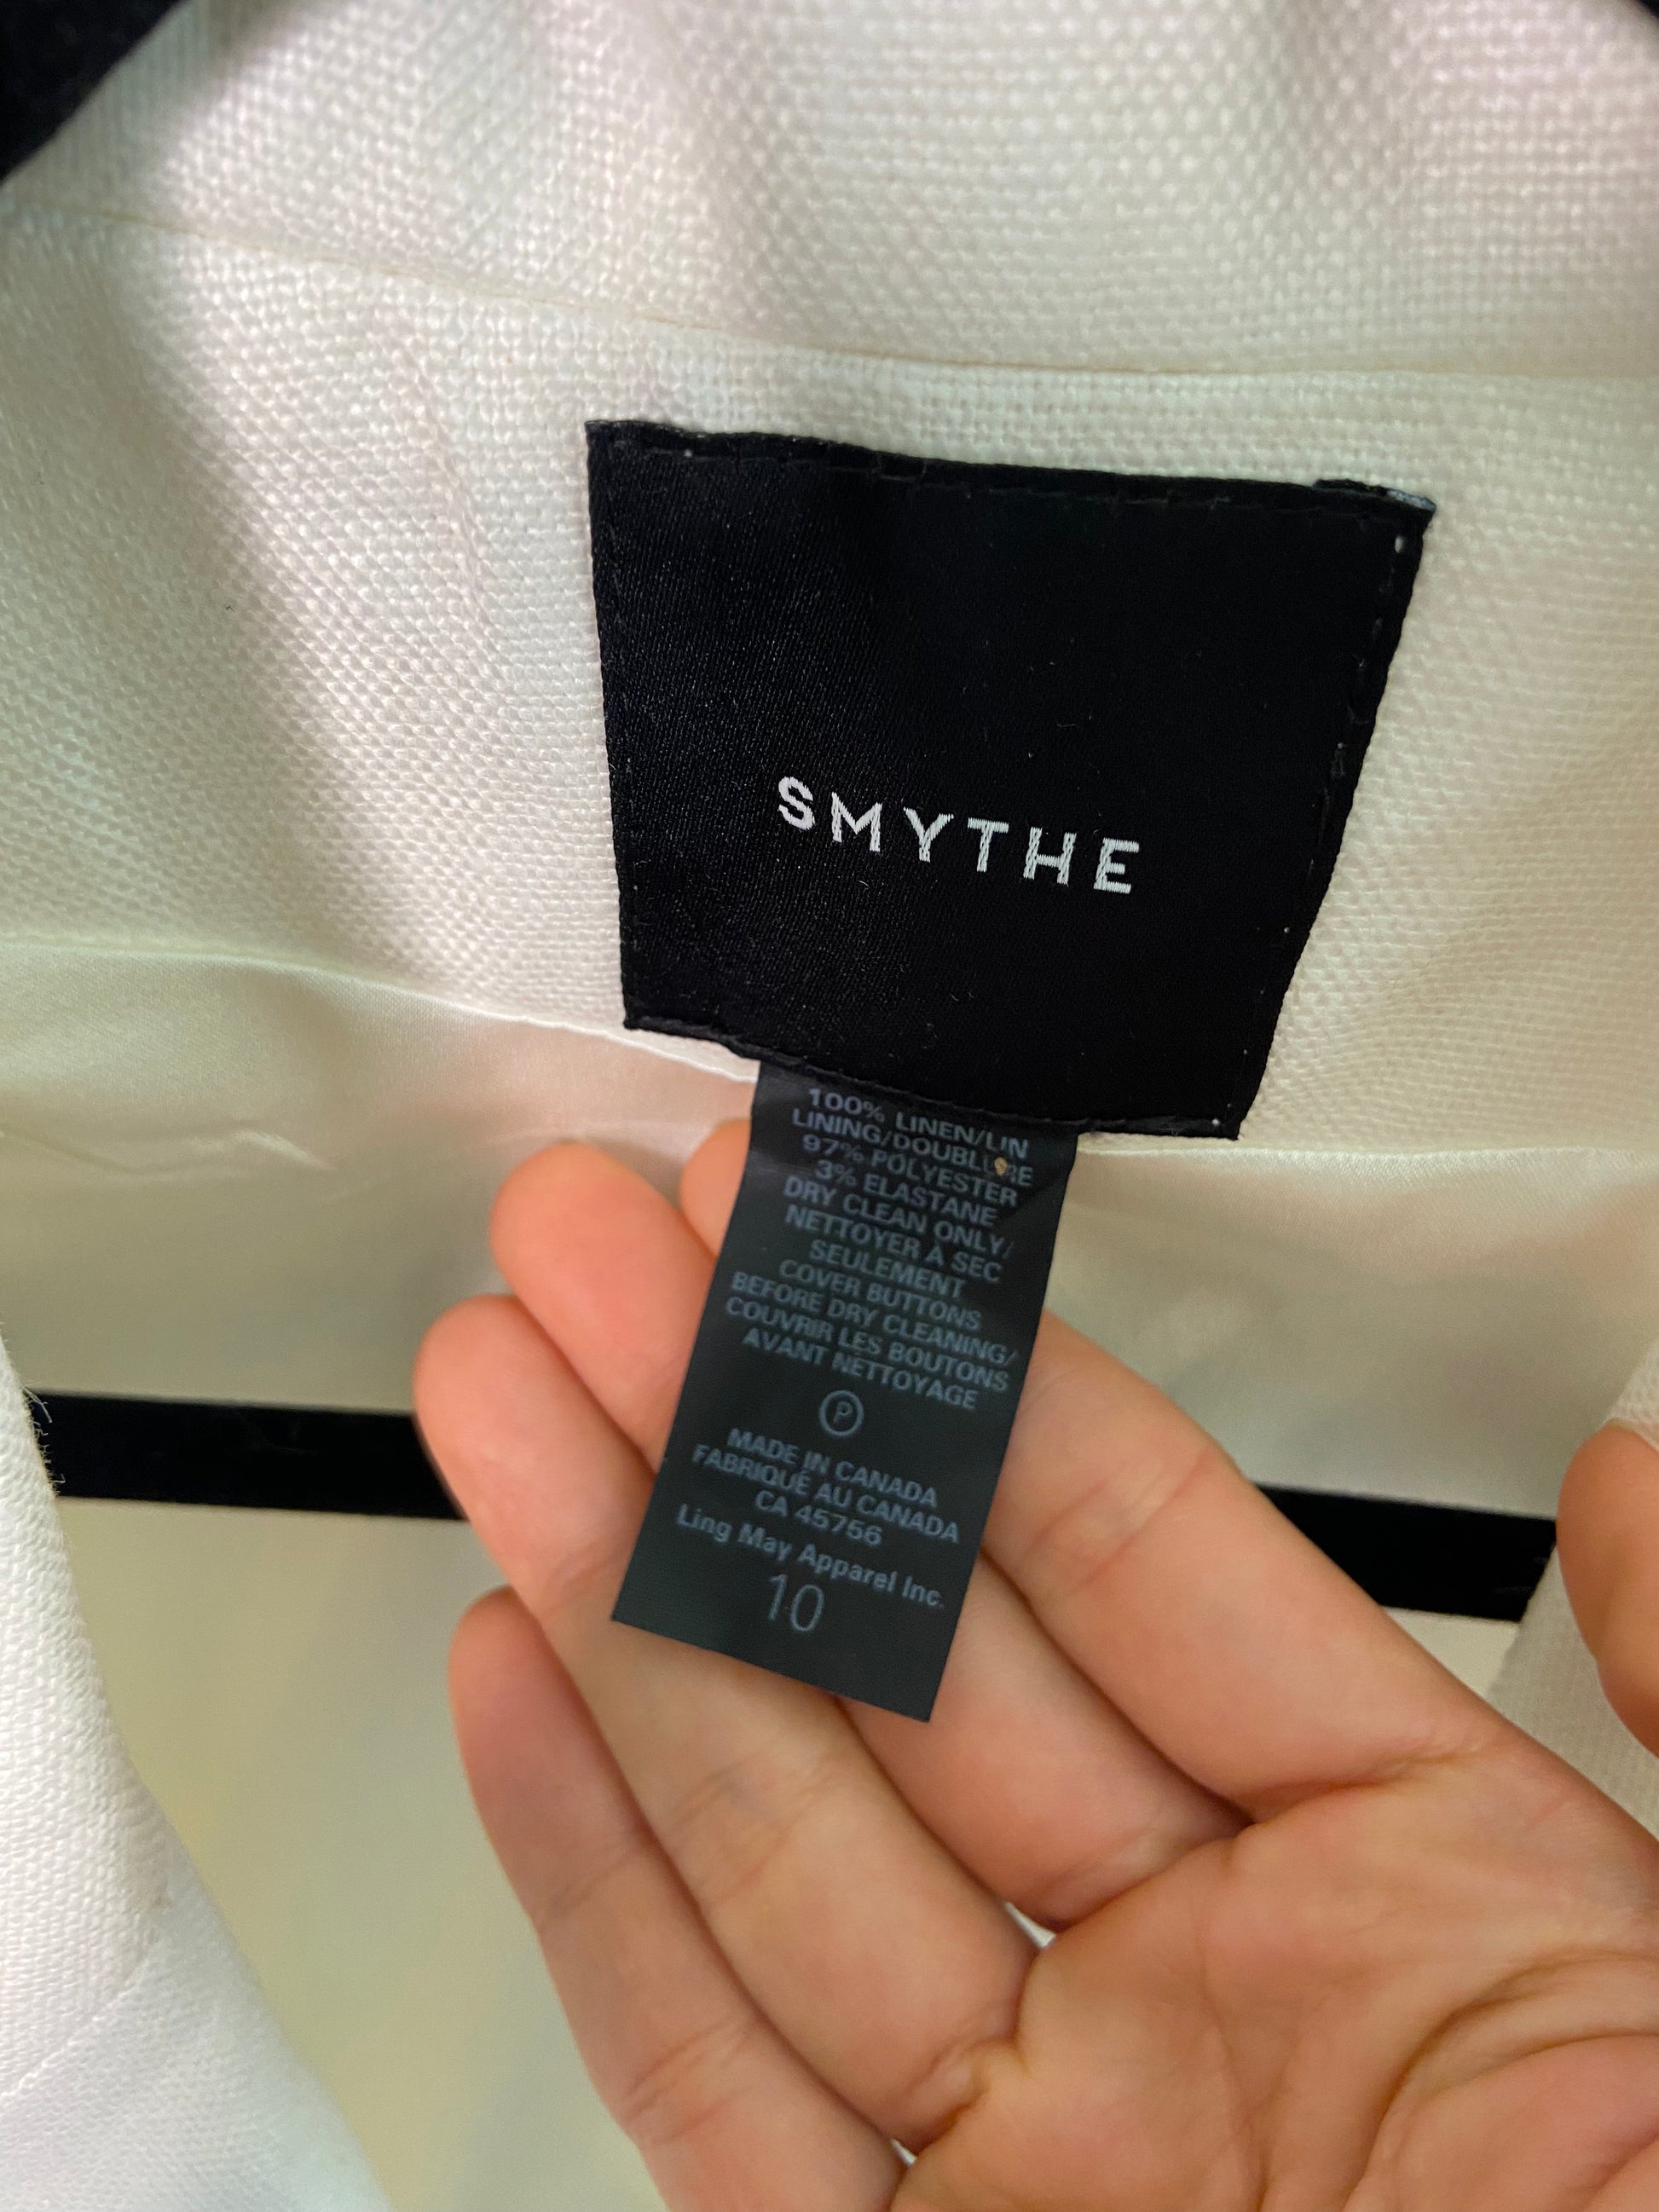 SMYTHE
100% LINEN/LIN
LINING/DOUBLURE
97% POLYESTER
3% ELASTANE
DRY CLEAN ONLY/
NETTOYER À SEC
SEULEMENT
COVER BUTTONS
BEFORE DRY CLEANING/
COUVRIR LES BOUTONS
AVANT NETTOYAGE
P
MADE IN CANADA
FABRIQUÉ AU CANADA
CA 45756
Ling May Apparel Inc.
10